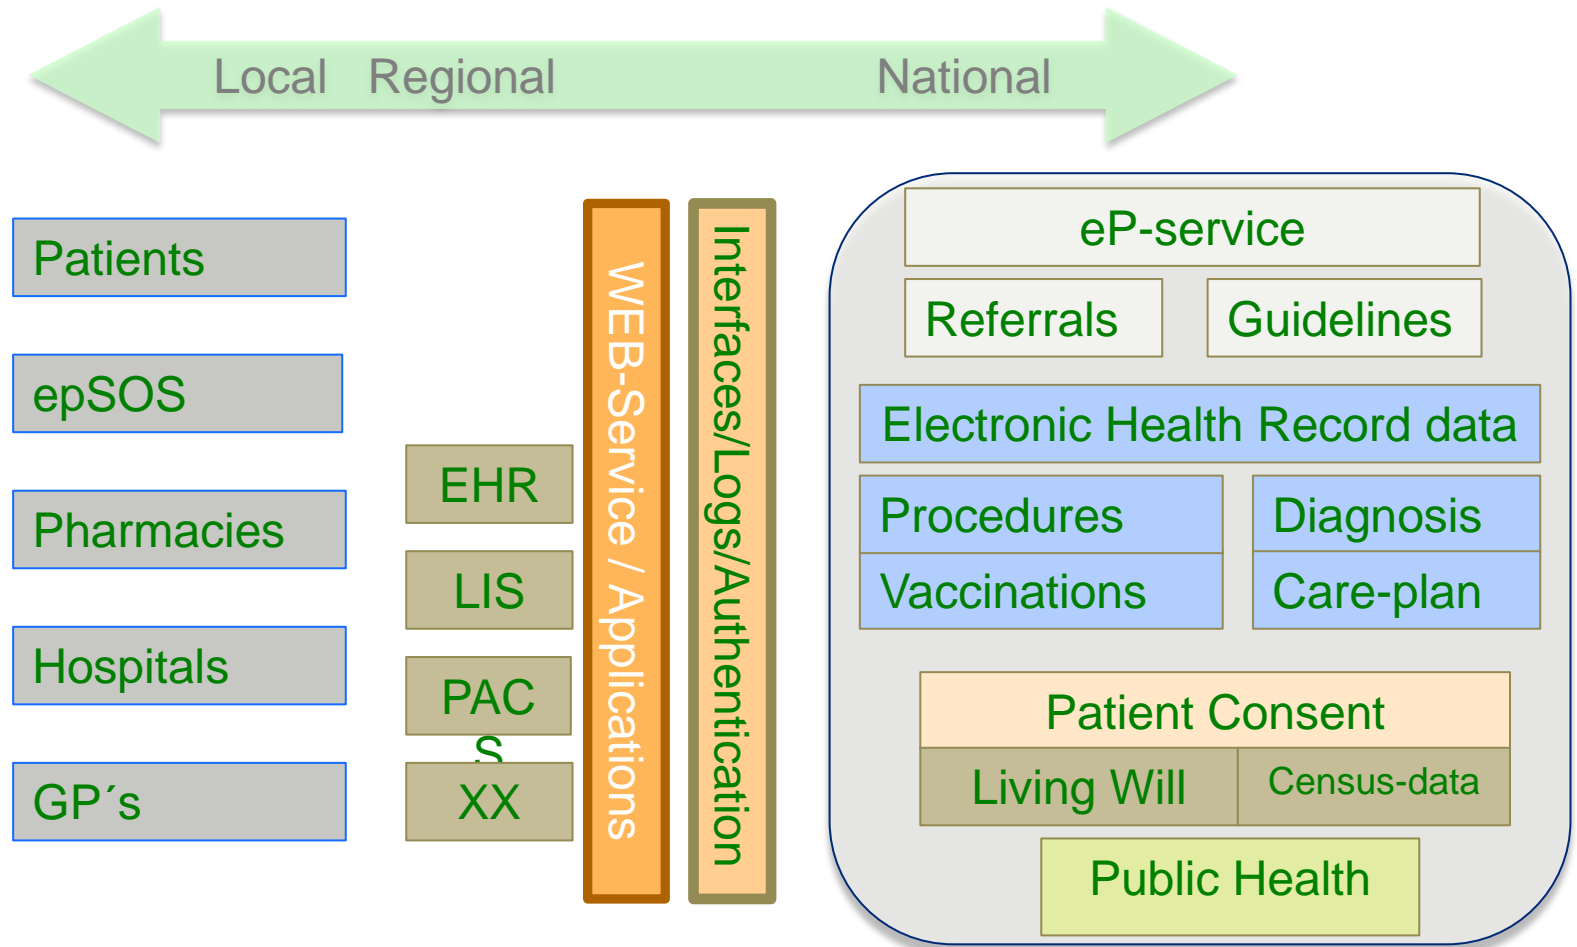 Local Regional National
Patients
epSOS
Pharmacies
Hospitals
GP´s
EHR
LIS
PAC
S
XX
WEB-Service / Applications
Interfaces/Logs/Authentication
eP-service
Referrals
Guidelines
Electronic Health Record data
Procedures
Diagnosis
Vaccinations
Care-plan
Patient Consent
Living Will
Census-data
Public Health